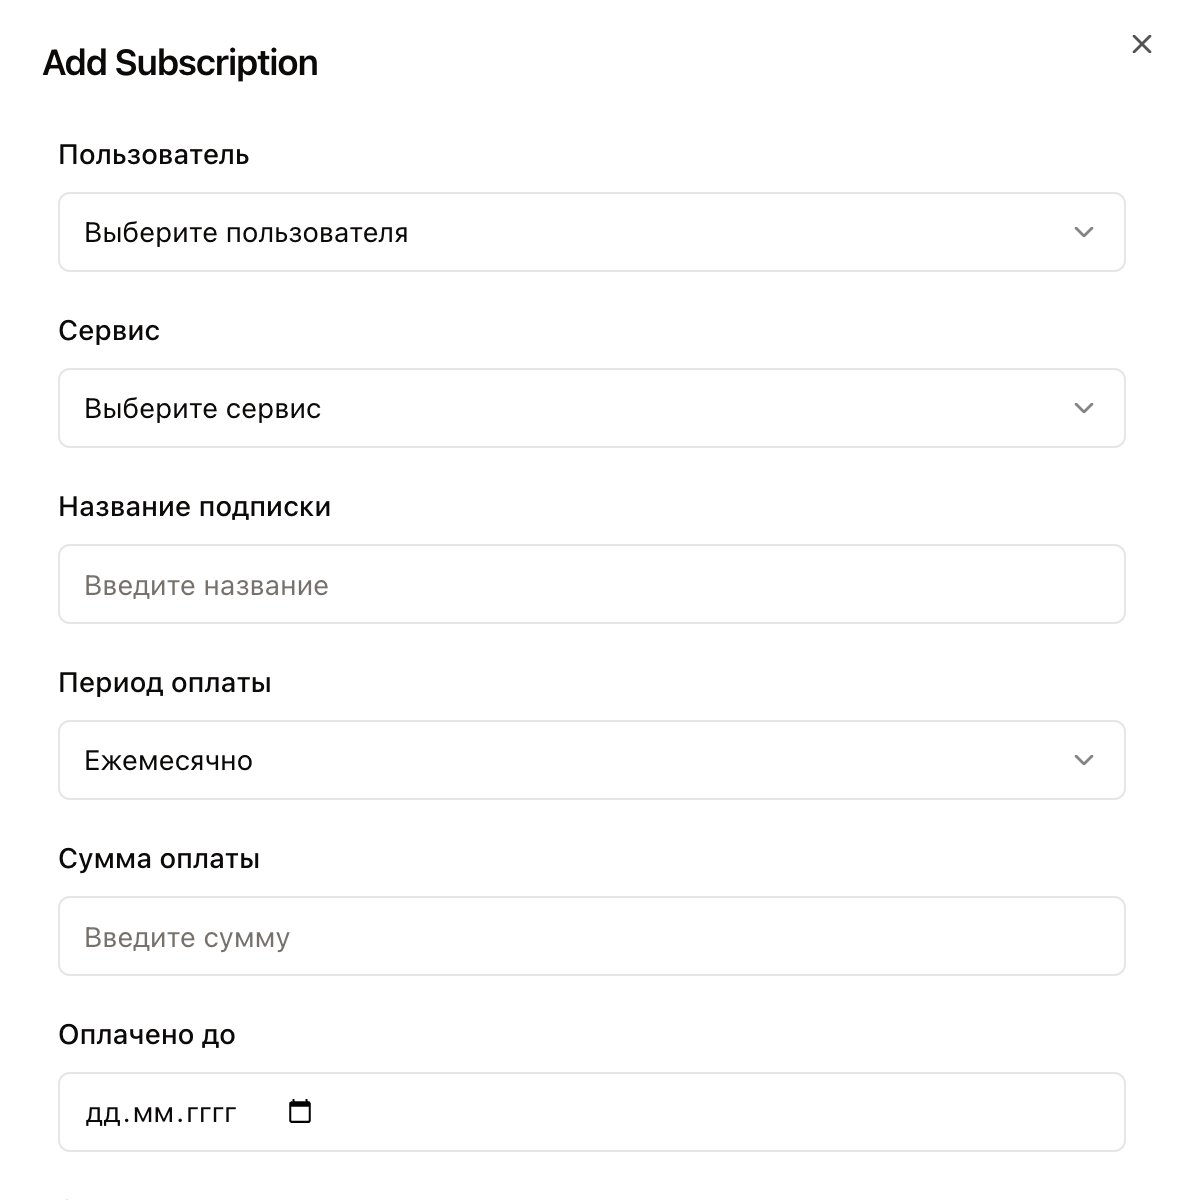 Add Subscription
Пользователь
Выберите пользователя
Сервис
Выберите сервис
Название подписки
Введите название
Период оплаты
Ежемесячно
Сумма оплаты
Введите сумму
Оплачено до
дд.мм.гггг